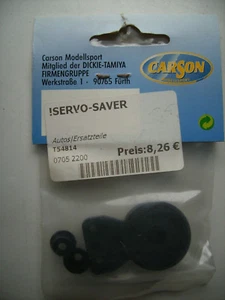 Carson Modellsport
Mitglied der DICKIE-TAMIYA
FIRMENGRUPPE
Werkstraße 1 - 90765 Fürth
CARSON
!SERVO-SAVER
Autos/Ersatzteile
T54814
Preis:8,26 €
0705 2200